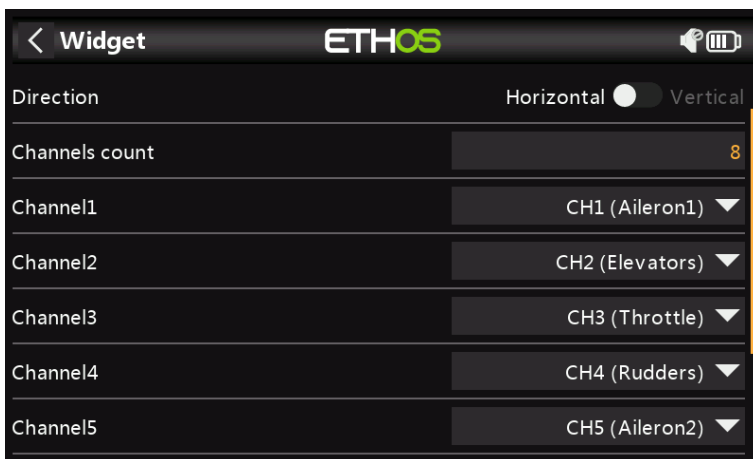 Widget ETHOS
Direction Horizontal Vertical
Channels count 8
Channel1 CH1 (Aileron1)
Channel2 CH2 (Elevators)
Channel3 CH3 (Throttle)
Channel4 CH4 (Rudders)
Channel5 CH5 (Aileron2)